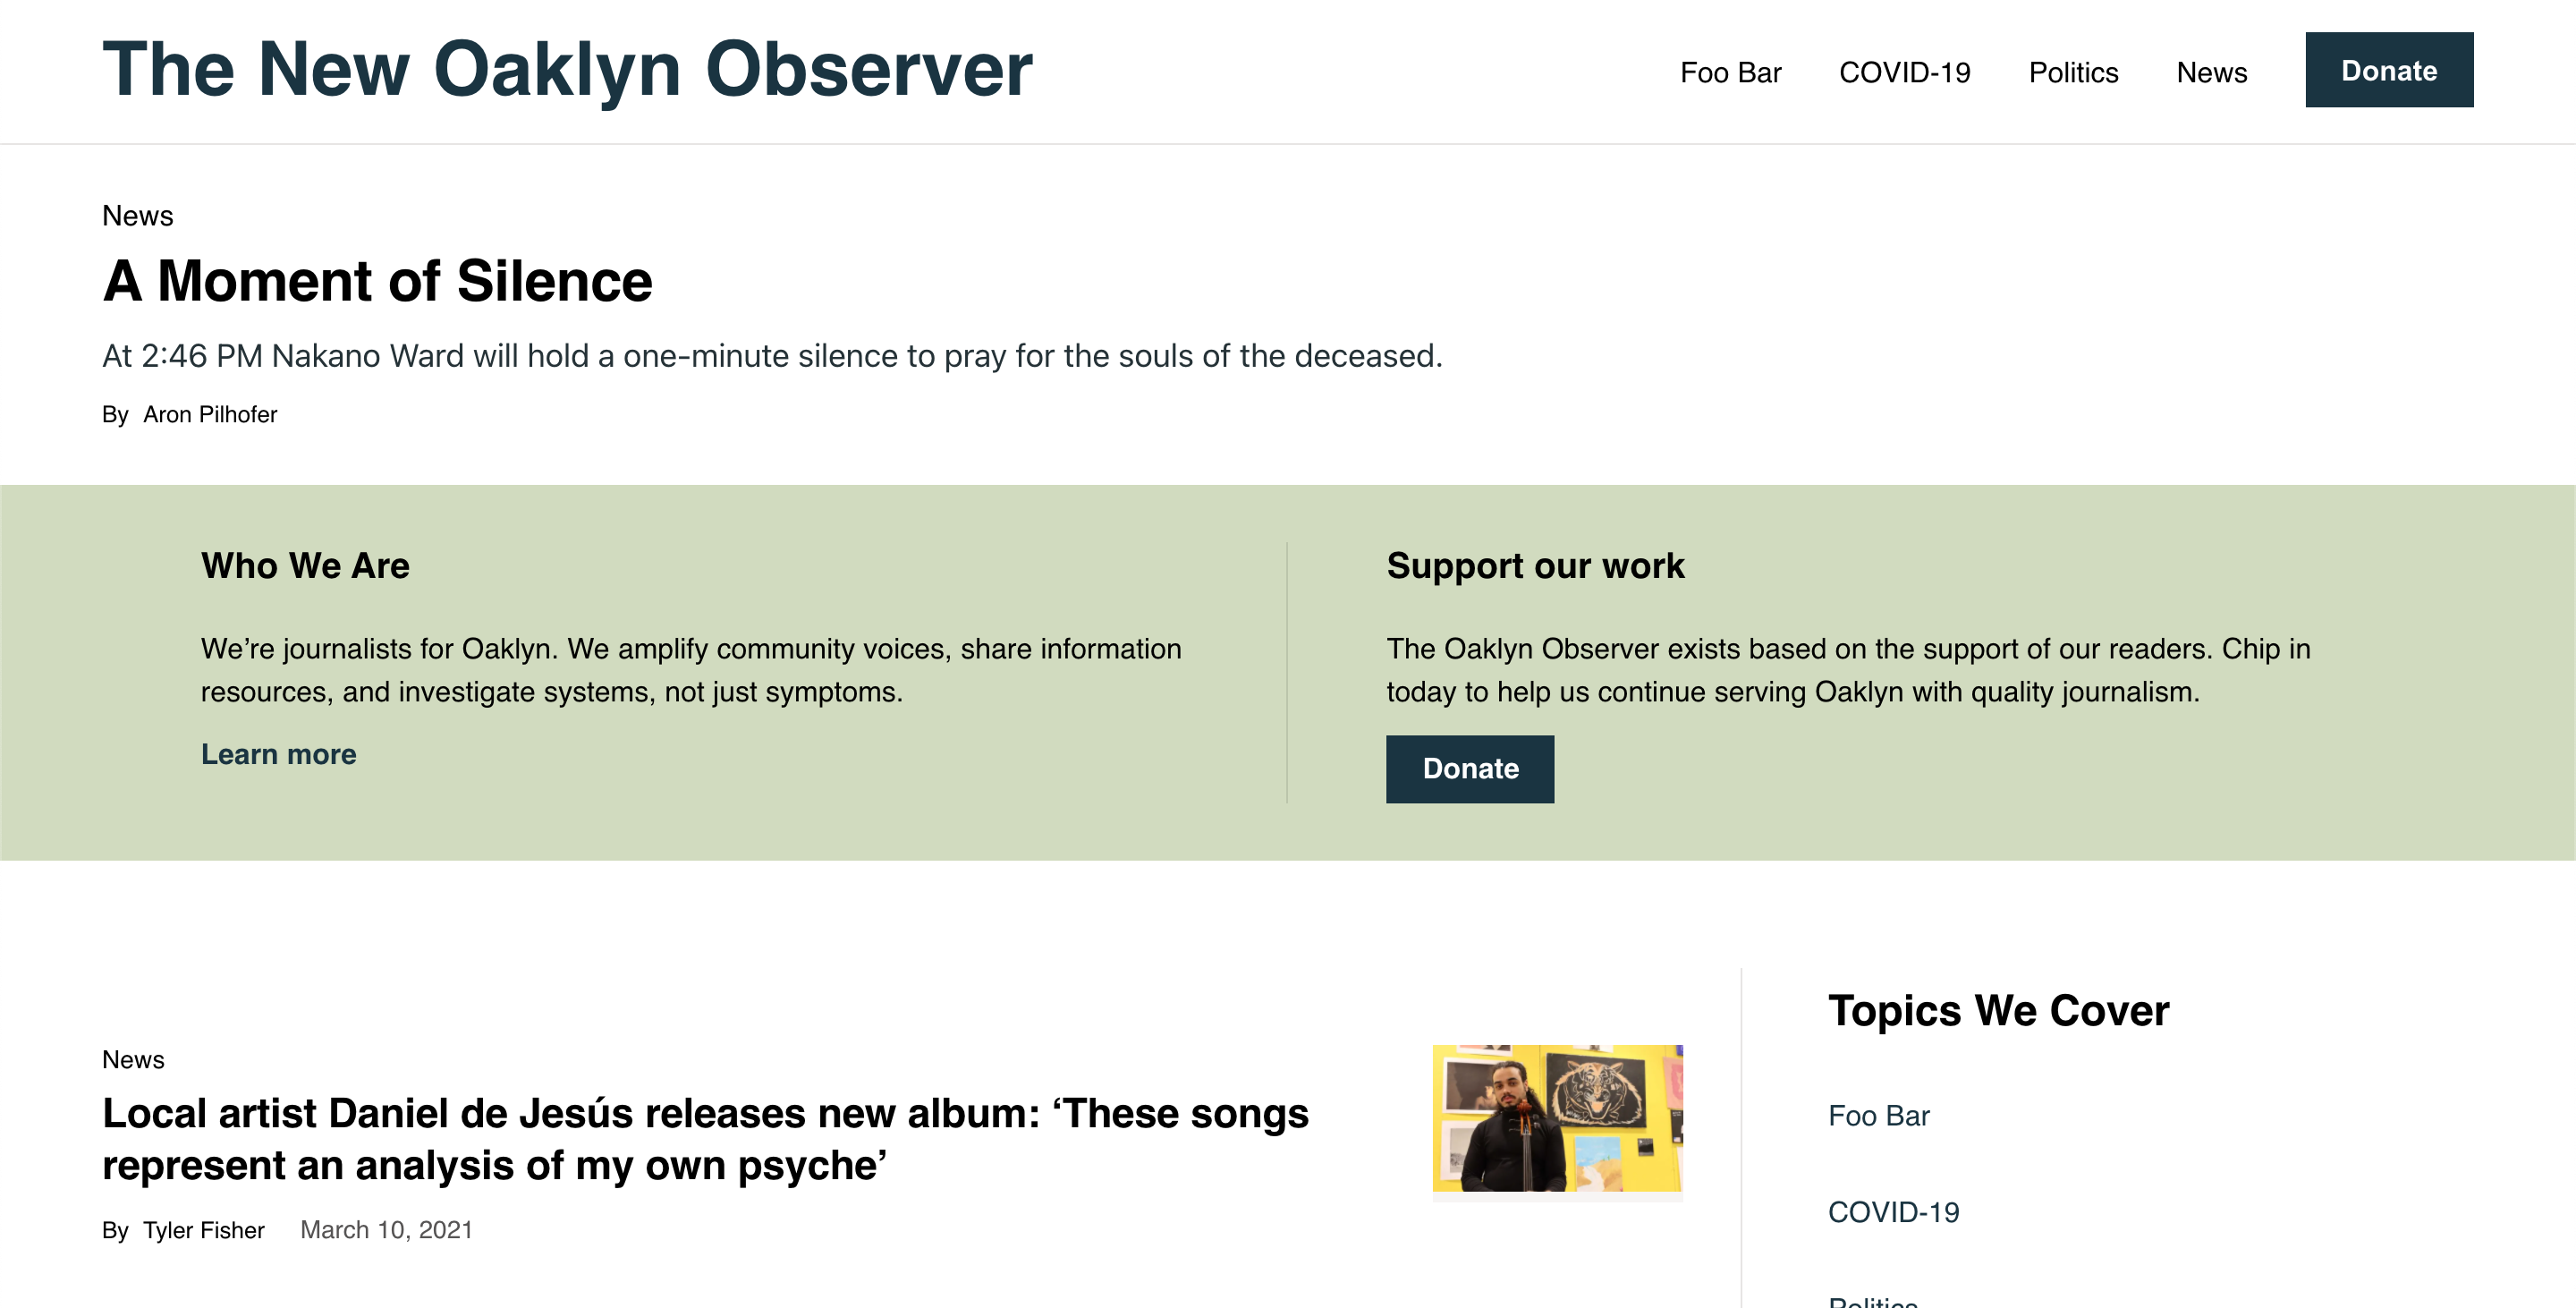 The New Oaklyn Observer
Foo Bar
COVID-19
Politics
News
Donate
News
A Moment of Silence
At 2:46 PM Nakano Ward will hold a one-minute silence to pray for the souls of the deceased.
By Aron Pilhofer
Who We Are
We’re journalists for Oaklyn. We amplify community voices, share information
resources, and investigate systems, not just symptoms.
Learn more
Support our work
The Oaklyn Observer exists based on the support of our readers. Chip in
today to help us continue serving Oaklyn with quality journalism.
Donate
News
Local artist Daniel de Jesús releases new album: ‘These songs
represent an analysis of my own psyche’
By Tyler Fisher March 10, 2021
Topics We Cover
Foo Bar
COVID-19
Politics